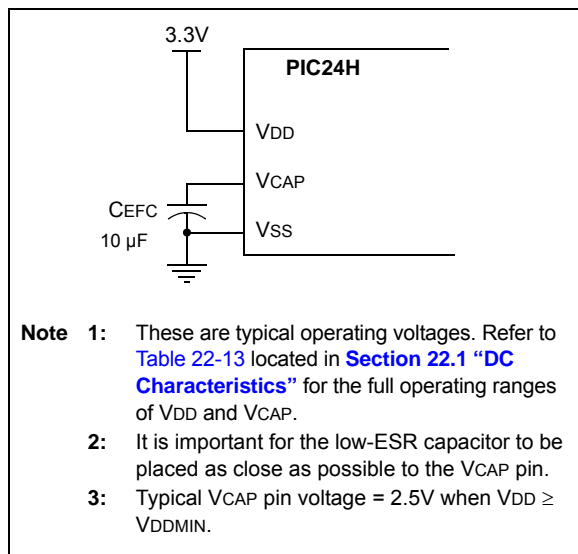 3.3V
PIC24H
VDD
VCAP
CEFC
10 µF
VSS
Note 1: These are typical operating voltages. Refer to
Table 22-13 located in Section 22.1 “DC
Characteristics” for the full operating ranges
of VDD and VCAP.
2: It is important for the low-ESR capacitor to be
placed as close as possible to the VCAP pin.
3: Typical VCAP pin voltage = 2.5V when VDD ≥
VDDMIN.